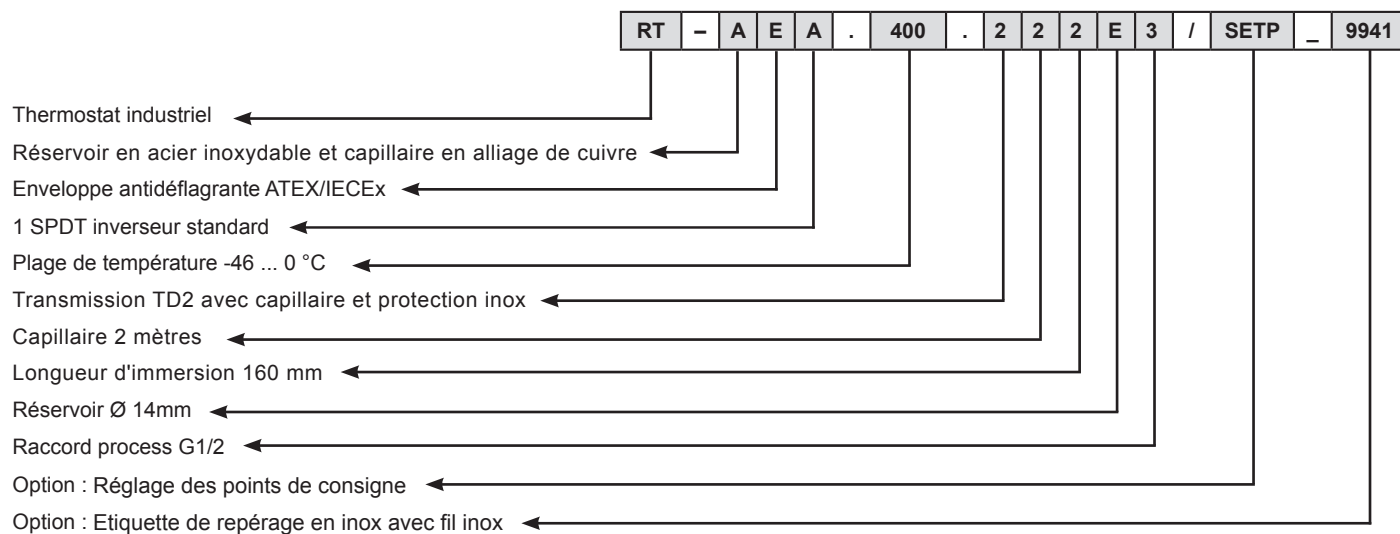 RT – A E A . 400 . 2 2 2 E 3 / SETP _ 9941
Thermostat industriel
Réservoir en acier inoxydable et capillaire en alliage de cuivre
Enveloppe antidéflagrante ATEX/IECEx
1 SPDT inverseur standard
Plage de température -46 ... 0 °C
Transmission TD2 avec capillaire et protection inox
Capillaire 2 mètres
Longueur d'immersion 160 mm
Réservoir Ø 14mm
Raccord process G1/2
Option : Réglage des points de consigne
Option : Etiquette de repérage en inox avec fil inox